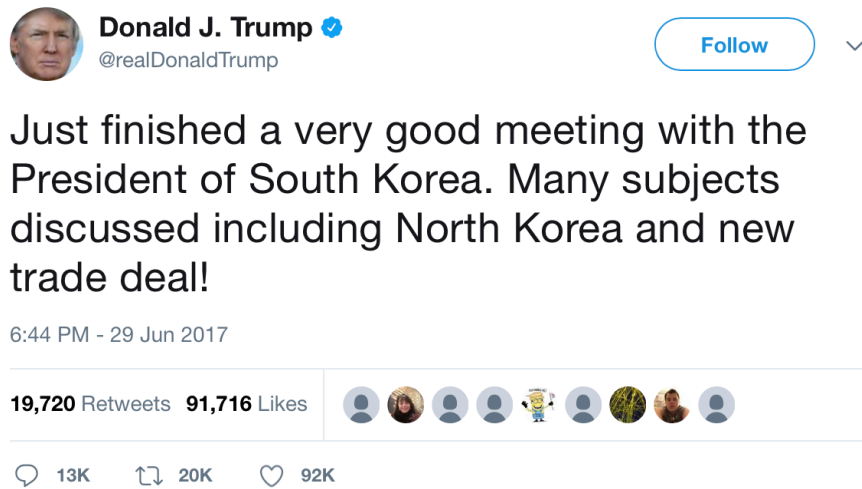 Donald J. Trump
@realDonaldTrump
Follow
Just finished a very good meeting with the
President of South Korea. Many subjects
discussed including North Korea and new
trade deal!
6:44 PM - 29 Jun 2017
19,720 Retweets 91,716 Likes
13K 20K 92K